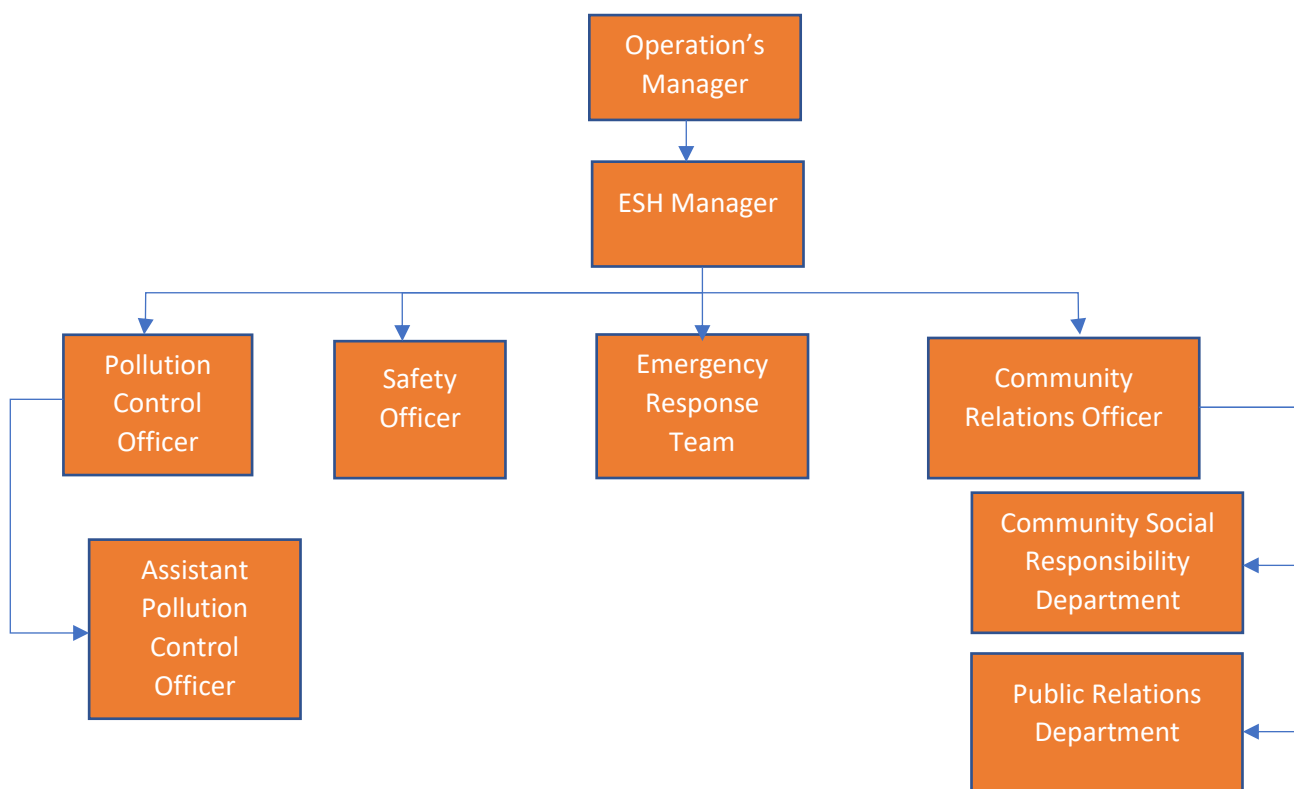 Operation’s
Manager
ESH Manager
Pollution
Control
Officer
Safety
Officer
Emergency
Response
Team
Community
Relations Officer
Community Social
Responsibility
Department
Assistant
Pollution
Control
Officer
Public Relations
Department